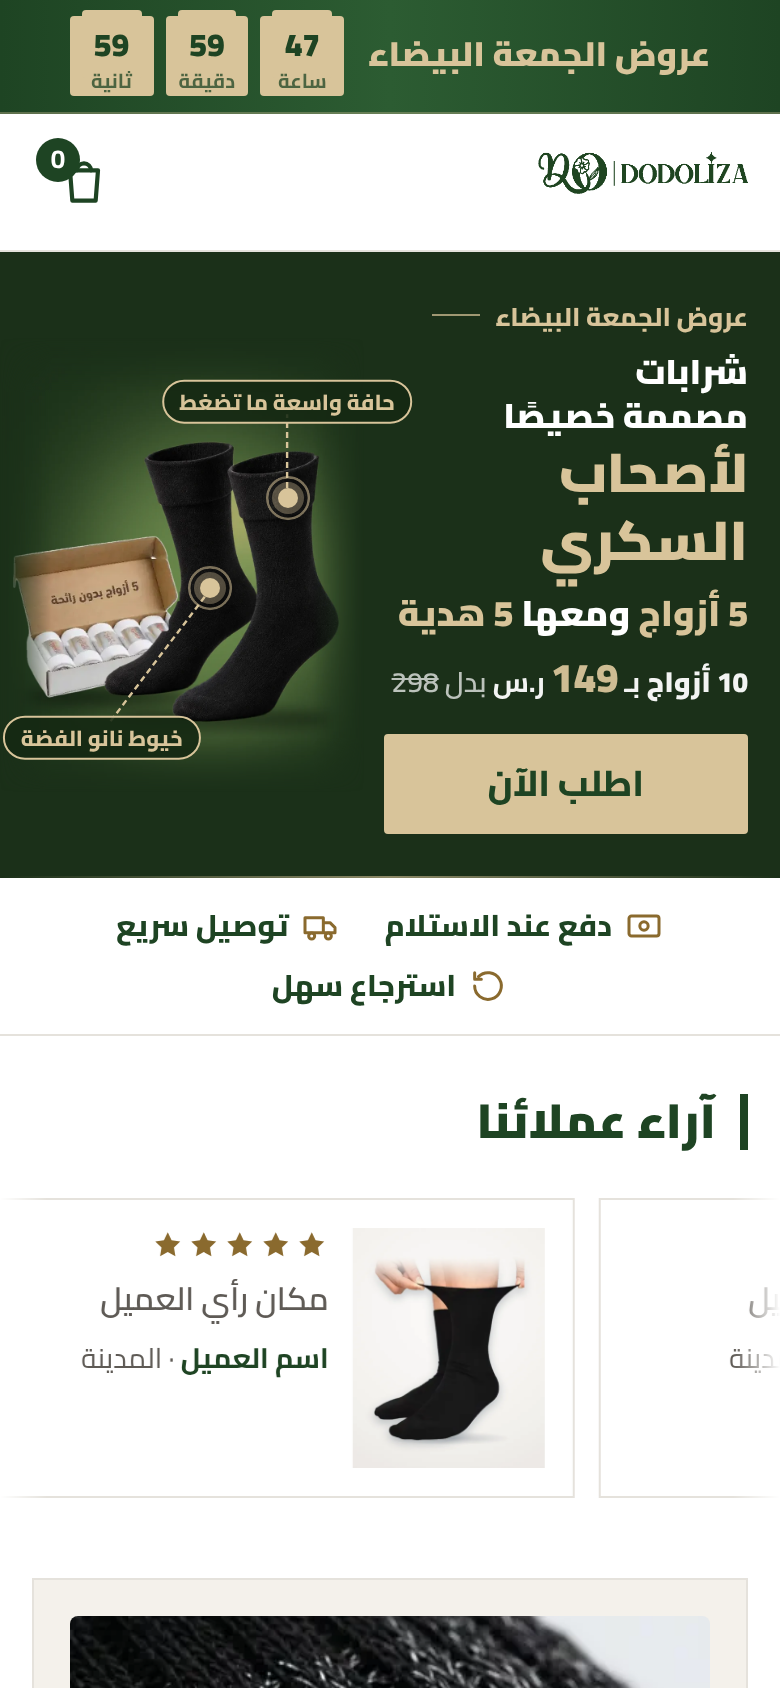 عروض الجمعة البيضاء
47 ساعة
59 دقيقة
59 ثانية
DODOLIZA
0
عروض الجمعة البيضاء
شرابات
مصممة خصيصًا
لأصحاب
السكري
5 أزواج ومعها 5 هدية
10 أزواج بـ 149 ر.س بدل 298
اطلب الآن
حافة واسعة ما تضغط
5 أزواج بدون رائحة
خيوط نانو الفضة
دفع عند الاستلام
توصيل سريع
استرجاع سهل
آراء عملائنا
مكان رأي العميل
اسم العميل · المدينة